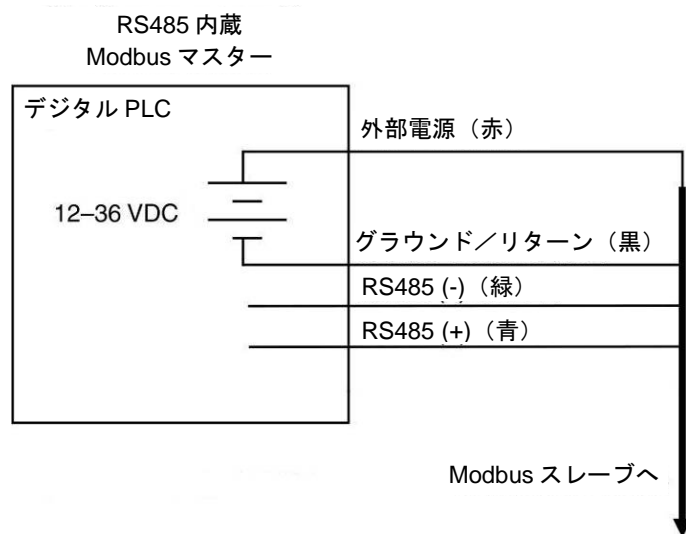 RS485 内蔵
Modbus マスター
デジタル PLC
外部電源（赤）
12–36 VDC
グラウンド／リターン（黒）
RS485 (-)（緑）
RS485 (+)（青）
Modbus スレーブへ